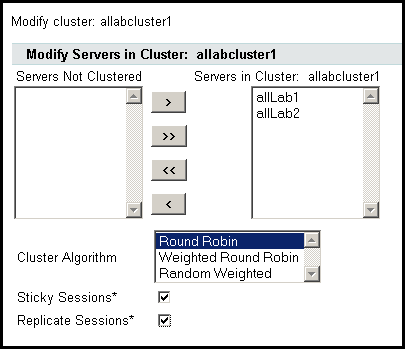 Modify cluster: allabcluster1
Modify Servers in Cluster: allabcluster1
Servers Not Clustered
Servers in Cluster: allabcluster1
>
>>
<<
<
allLab1
allLab2
Cluster Algorithm
Round Robin
Weighted Round Robin
Random Weighted
Sticky Sessions*
Replicate Sessions*